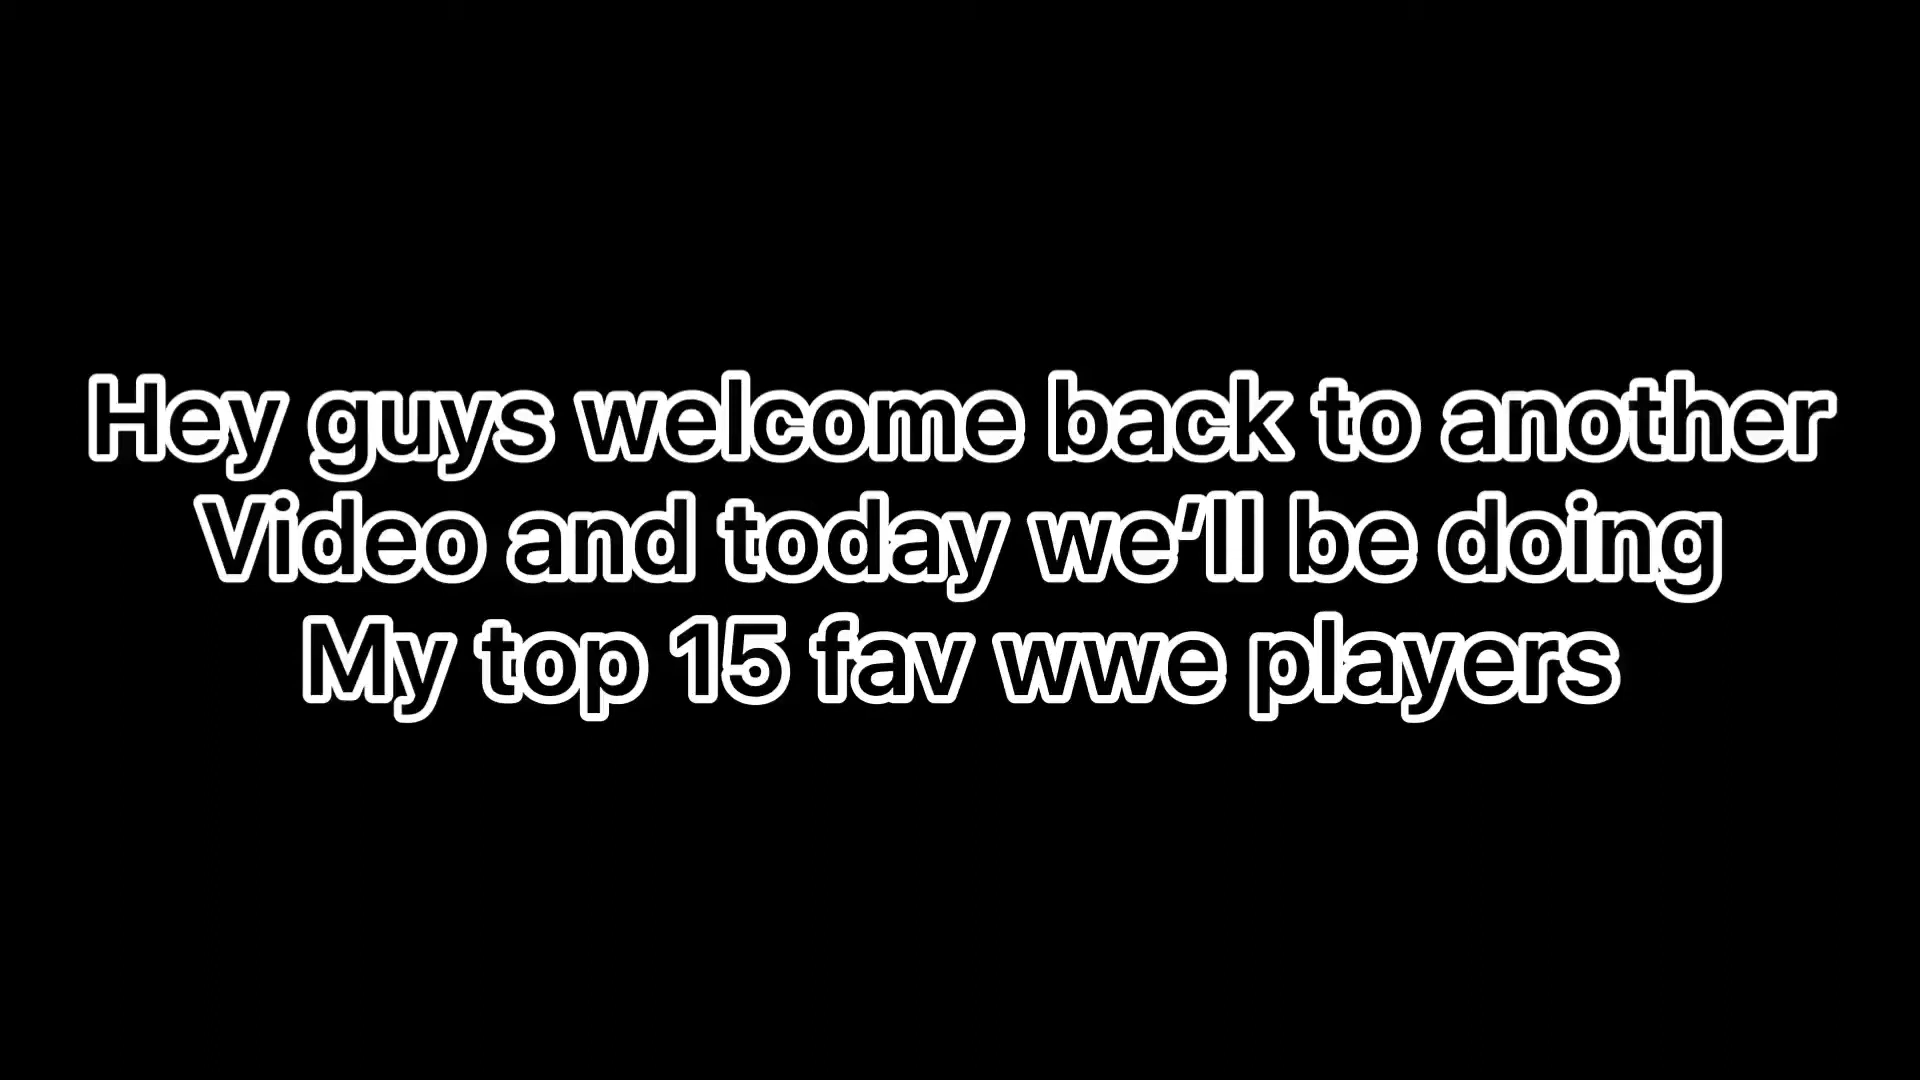 Hey guys welcome back to another
Video and today we’ll be doing
My top 15 fav wwe players